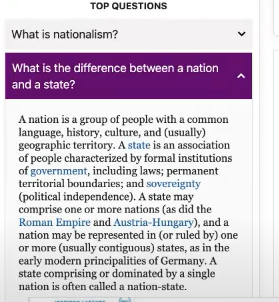 TOP QUESTIONS
What is nationalism?
What is the difference between a nation
and a state?
A nation is a group of people with a common
language, history, culture, and (usually)
geographic territory. A state is an association
of people characterized by formal institutions
of government, including laws; permanent
territorial boundaries; and sovereignty
(political independence). A state may
comprise one or more nations (as did the
Roman Empire and Austria-Hungary), and a
nation may be represented in (or ruled by) one
or more (usually contiguous) states, as in the
early modern principalities of Germany. A
state comprising or dominated by a single
nation is often called a nation-state.